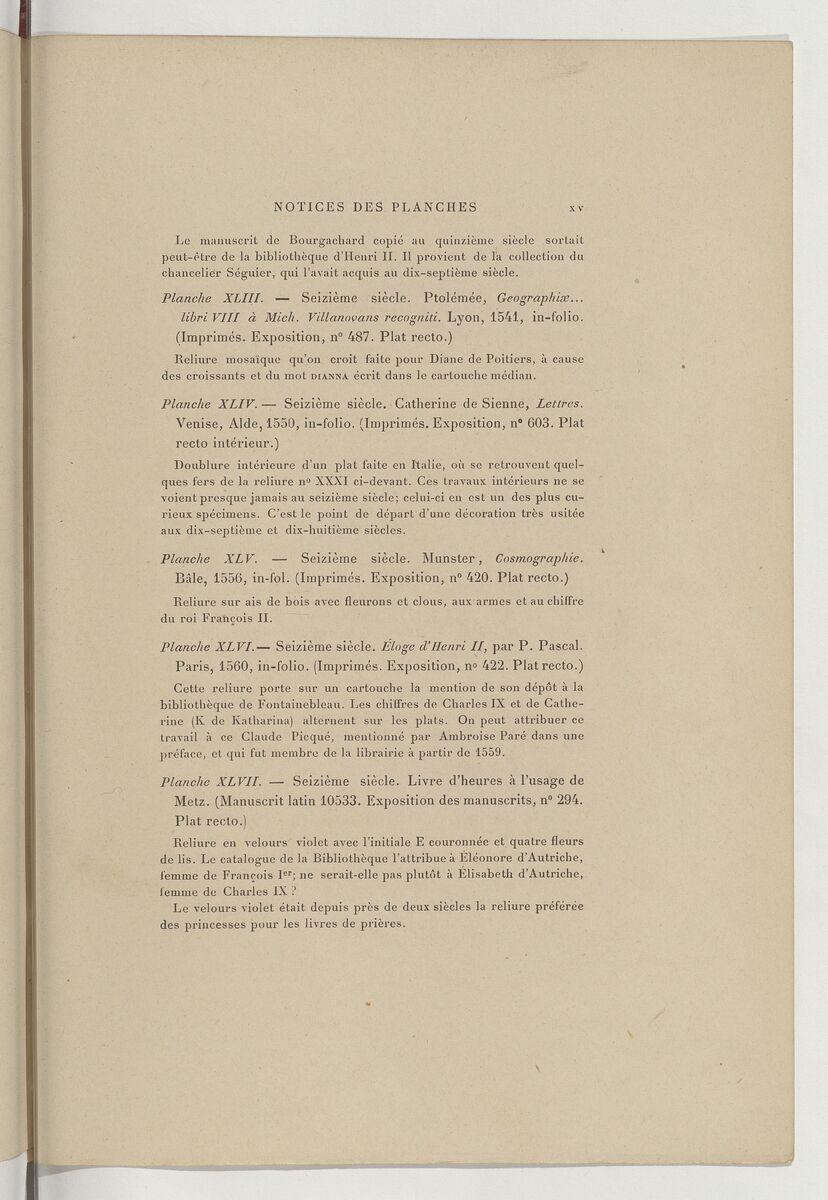 NOTICES DES PLANCHES xv
Le manuscrit de Bourgachard copié au quinzième siècle sortait
peut-être de la bibliothèque d'Henri II. Il provient de la collection du
chancelier Séguier, qui l'avait acquis au dix-septième siècle.
Planche XLIII. — Seizième siècle. Ptolémée, Geographiæ...
libri VIII à Mich. Villanovans recogniti. Lyon, 1541, in-folio.
(Imprimés. Exposition, nº 487. Plat recto.)
Reliure mosaïque qu'on croit faite pour Diane de Poitiers, à cause
des croissants et du mot DIANNA écrit dans le cartouche médian.
Planche XLIV. — Seizième siècle. Catherine de Sienne, Lettres.
Venise, Alde, 1550, in-folio. (Imprimés. Exposition, nº 603. Plat
recto intérieur.)
Doublure intérieure d'un plat faite en Italie, où se retrouvent quel-
ques fers de la reliure nº XXXI ci-devant. Ces travaux intérieurs ne se
voient presque jamais au seizième siècle; celui-ci en est un des plus cu-
rieux spécimens. C'est le point de départ d'une décoration très usitée
aux dix-septième et dix-huitième siècles.
Planche XLV. — Seizième siècle. Munster, Cosmographie.
Bâle, 1556, in-fol. (Imprimés. Exposition, nº 420. Plat recto.)
Reliure sur ais de bois avec fleurons et clous, aux armes et au chiffre
du roi François II.
Planche XLVI. — Seizième siècle. Éloge d'Henri II, par P. Pascal.
Paris, 1560, in-folio. (Imprimés. Exposition, nº 422. Plat recto.)
Cette reliure porte sur un cartouche la mention de son dépôt à la
bibliothèque de Fontainebleau. Les chiffres de Charles IX et de Cathe-
rine (K de Katharina) alternent sur les plats. On peut attribuer ce
travail à ce Claude Picqué, mentionné par Ambroise Paré dans une
préface, et qui fut membre de la librairie à partir de 1559.
Planche XLVII. — Seizième siècle. Livre d'heures à l'usage de
Metz. (Manuscrit latin 10533. Exposition des manuscrits, nº 294.
Plat recto.)
Reliure en velours violet avec l'initiale E couronnée et quatre fleurs
de lis. Le catalogue de la Bibliothèque l'attribue à Éléonore d'Autriche,
femme de François Ier; ne serait-elle pas plutôt à Élisabeth d'Autriche,
femme de Charles IX ?
Le velours violet était depuis près de deux siècles la reliure préférée
des princesses pour les livres de prières.